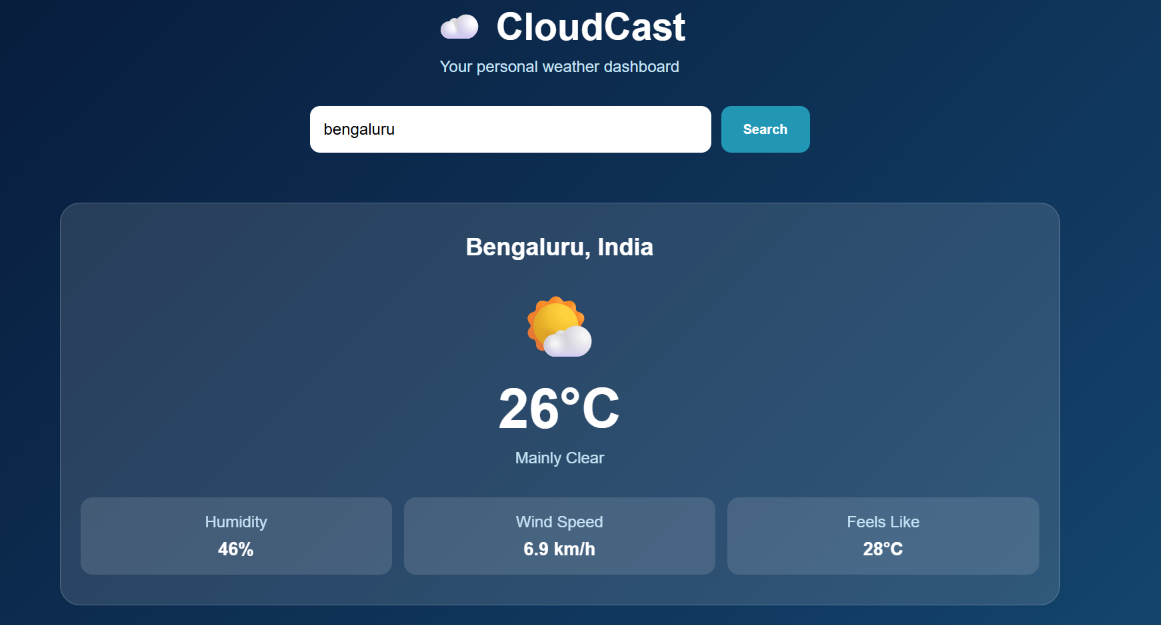 CloudCast
Your personal weather dashboard
bengaluru
Search
Bengaluru, India
26°C
Mainly Clear
Humidity
46%
Wind Speed
6.9 km/h
Feels Like
28°C